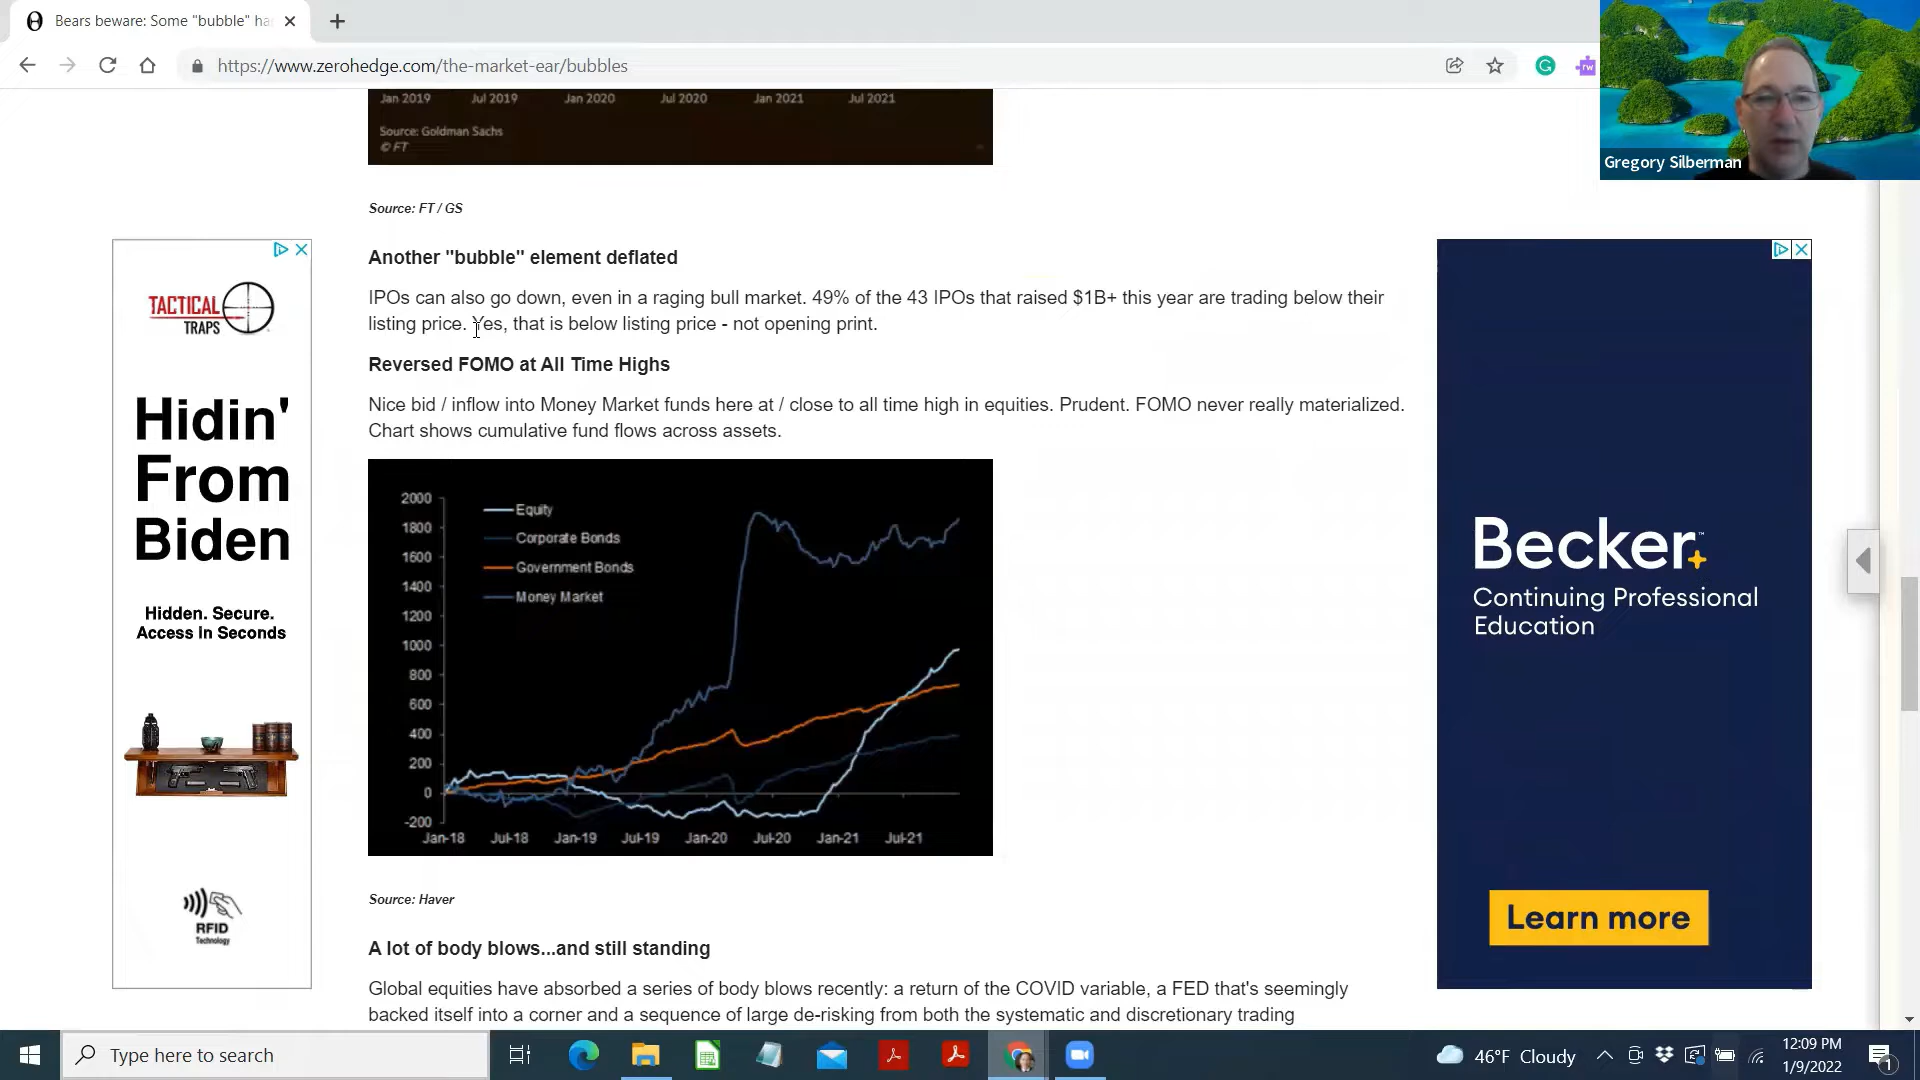 Bears beware: Some "bubble" ha
https://www.zerohedge.com/the-market-ear/bubbles
Gregory Silberman
Jan 2019 Jul 2019 Jan 2020 Jul 2020 Jan 2021 Jul 2021
Source: Goldman Sachs
© FT
Source: FT / GS
Another "bubble" element deflated
IPOs can also go down, even in a raging bull market. 49% of the 43 IPOs that raised $1B+ this year are trading below their
listing price. Yes, that is below listing price - not opening print.
Reversed FOMO at All Time Highs
Nice bid / inflow into Money Market funds here at / close to all time high in equities. Prudent. FOMO never really materialized.
Chart shows cumulative fund flows across assets.
2000
1800
1600
1400
1200
1000
800
600
400
200
0
-200
Equity
Corporate Bonds
Government Bonds
Money Market
Jan-18 Jul-18 Jan-19 Jul-19 Jan-20 Jul-20 Jan-21 Jul-21
Source: Haver
A lot of body blows...and still standing
Global equities have absorbed a series of body blows recently: a return of the COVID variable, a FED that's seemingly
backed itself into a corner and a sequence of large de-risking from both the systematic and discretionary trading
TACTICAL
TRAPS
Hidin'
From
Biden
Hidden. Secure.
Access in Seconds
RFID
Technology
Becker
Continuing Professional
Education
Learn more
Type here to search
46°F Cloudy
12:09 PM
1/9/2022
1